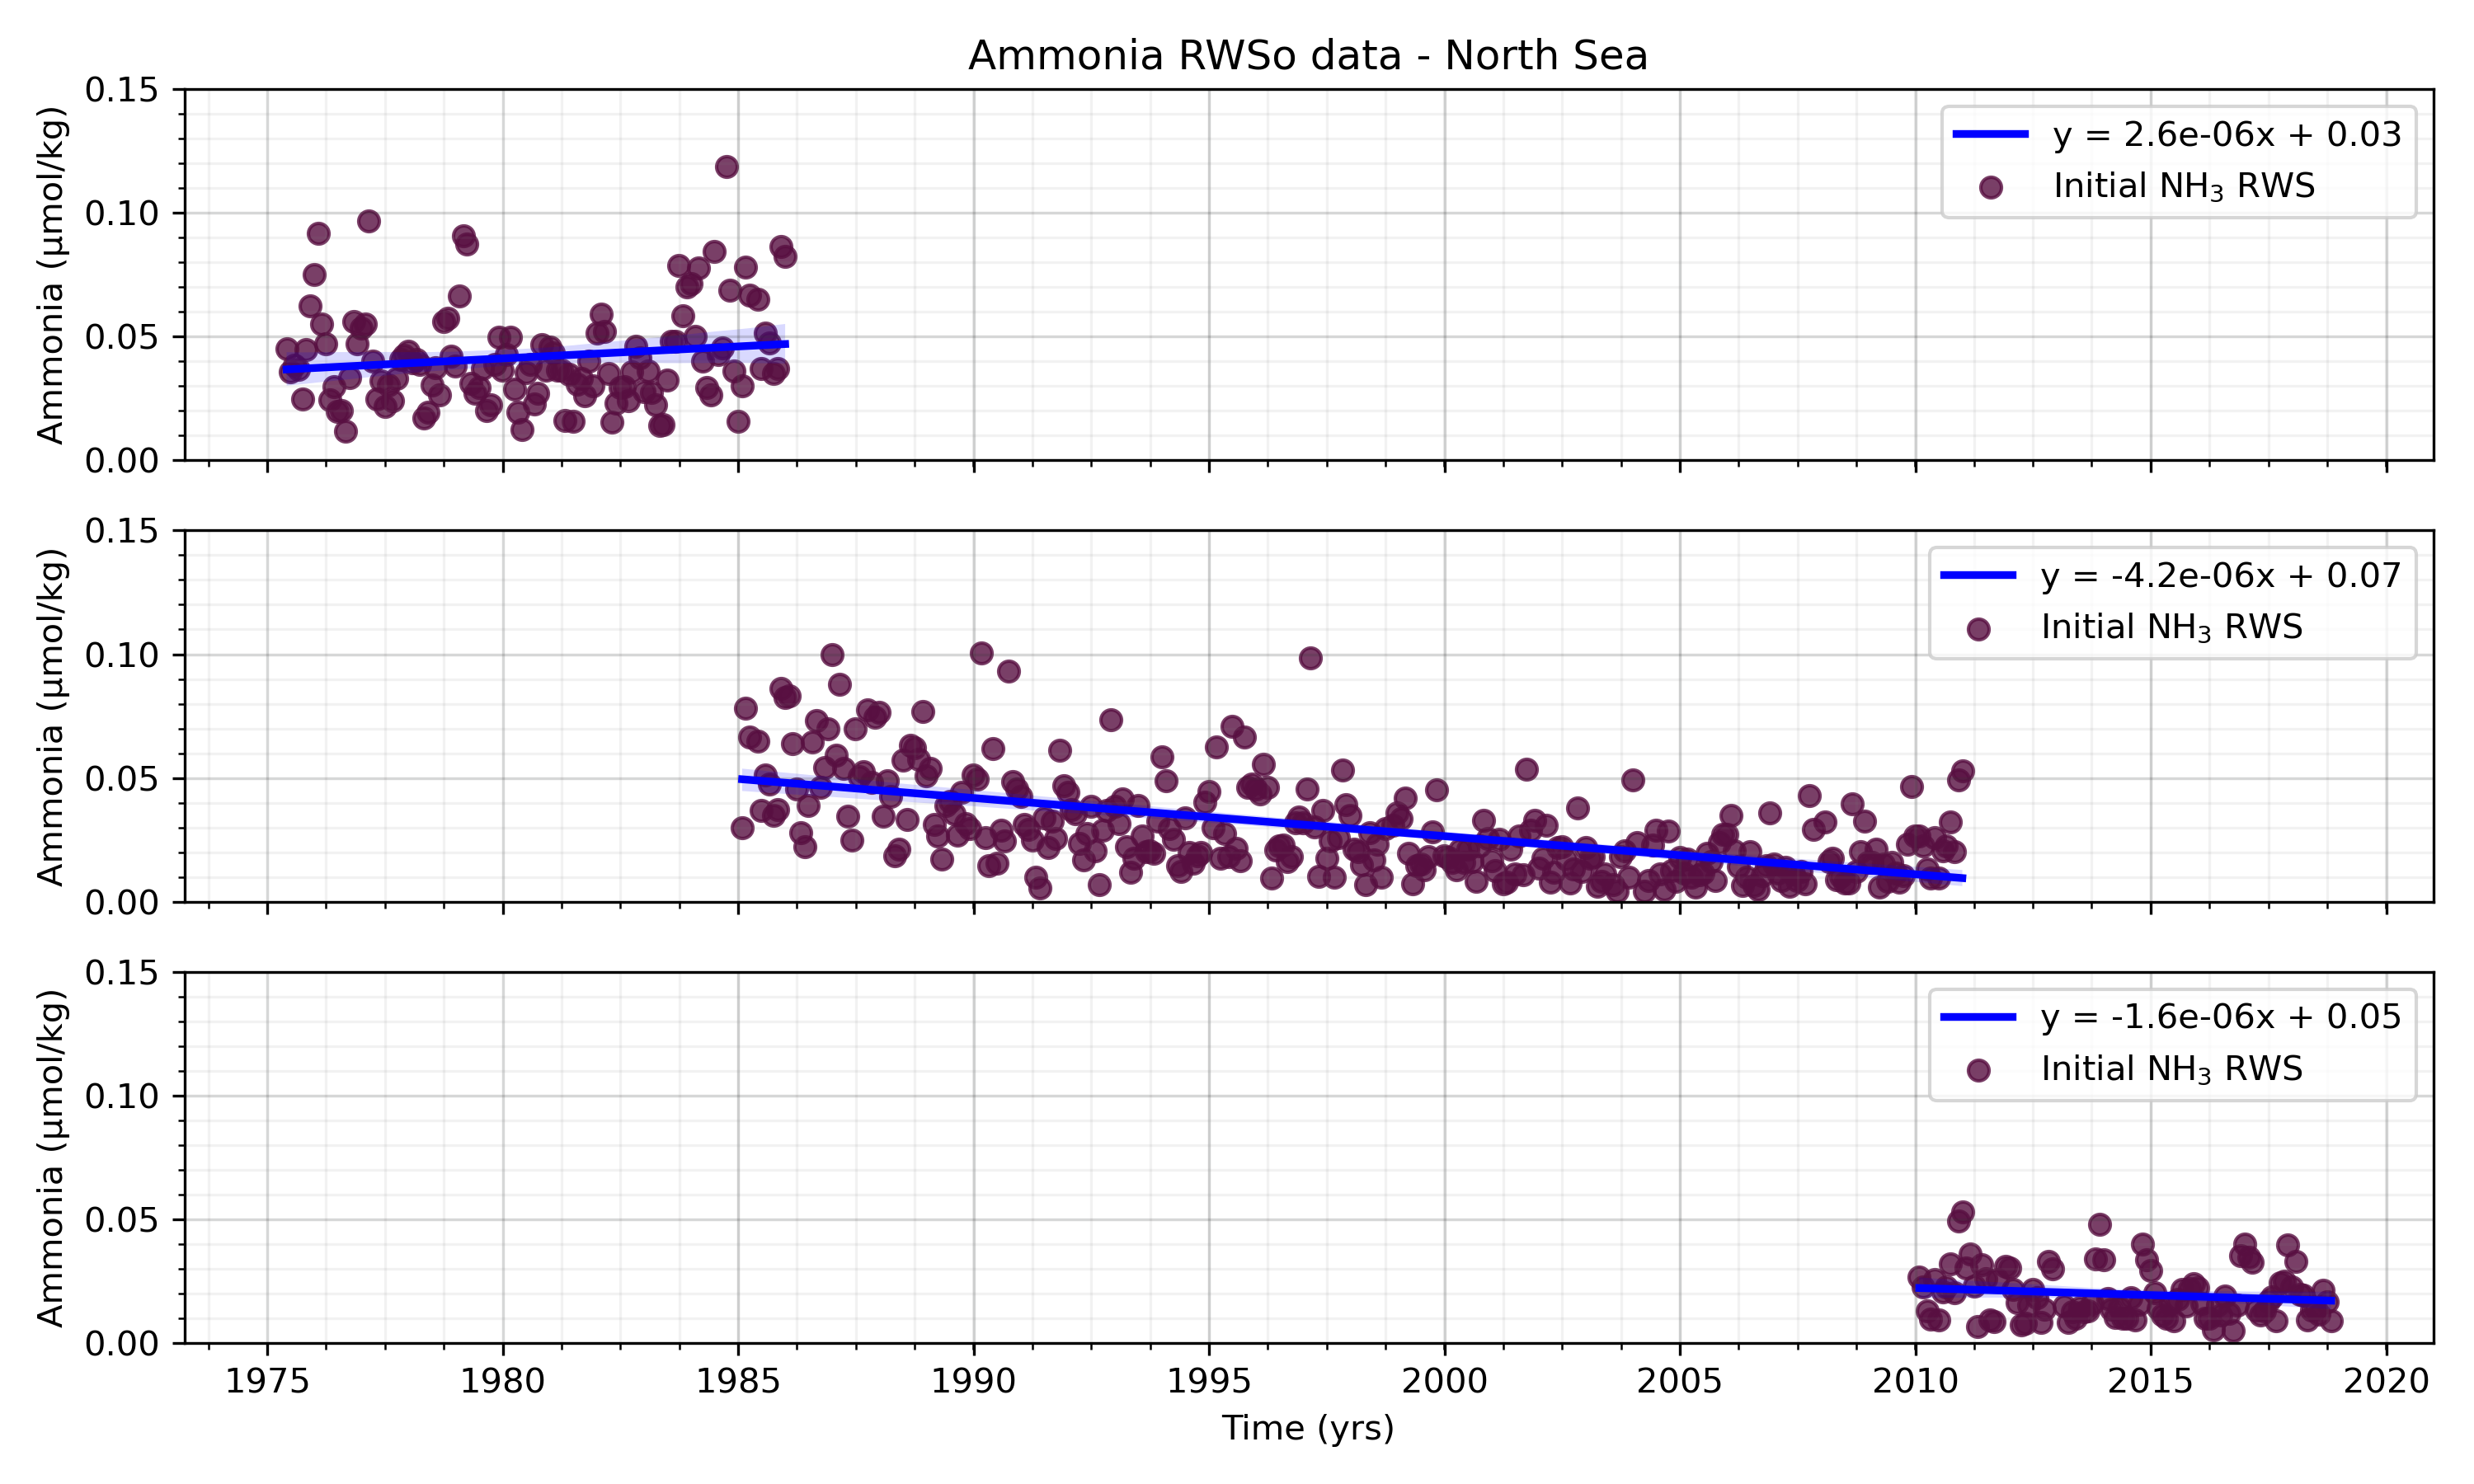 Ammonia RWSo data - North Sea
Ammonia (µmol/kg)
0.15
0.10
0.05
0.00
y = 2.6e-06x + 0.03
Initial NH₃ RWS
Ammonia (µmol/kg)
0.15
0.10
0.05
0.00
y = -4.2e-06x + 0.07
Initial NH₃ RWS
Ammonia (µmol/kg)
0.15
0.10
0.05
0.00
y = -1.6e-06x + 0.05
Initial NH₃ RWS
1975 1980 1985 1990 1995 2000 2005 2010 2015 2020
Time (yrs)